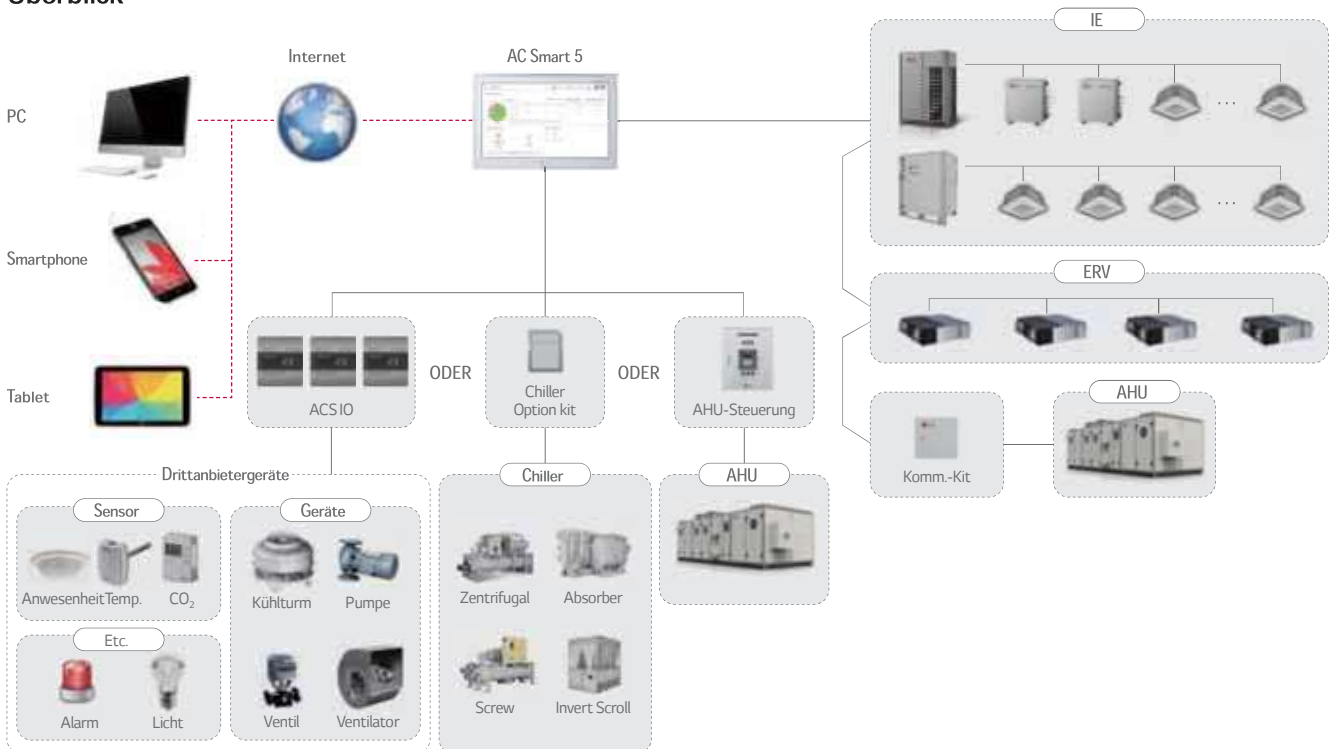 Überblick
PC
Internet
AC Smart 5
IE
Smartphone
Tablet
ERV
ACS IO
ODER
Chiller
Option kit
ODER
AHU-Steuerung
Komm.-Kit
AHU
Drittanbietergeräte
Sensor
Anwesenheit Temp. CO₂
Etc.
Alarm
Licht
Geräte
Kühlturm
Pumpe
Ventil
Ventilator
Chiller
Zentrifugal
Absorber
Screw
Invert Scroll
AHU